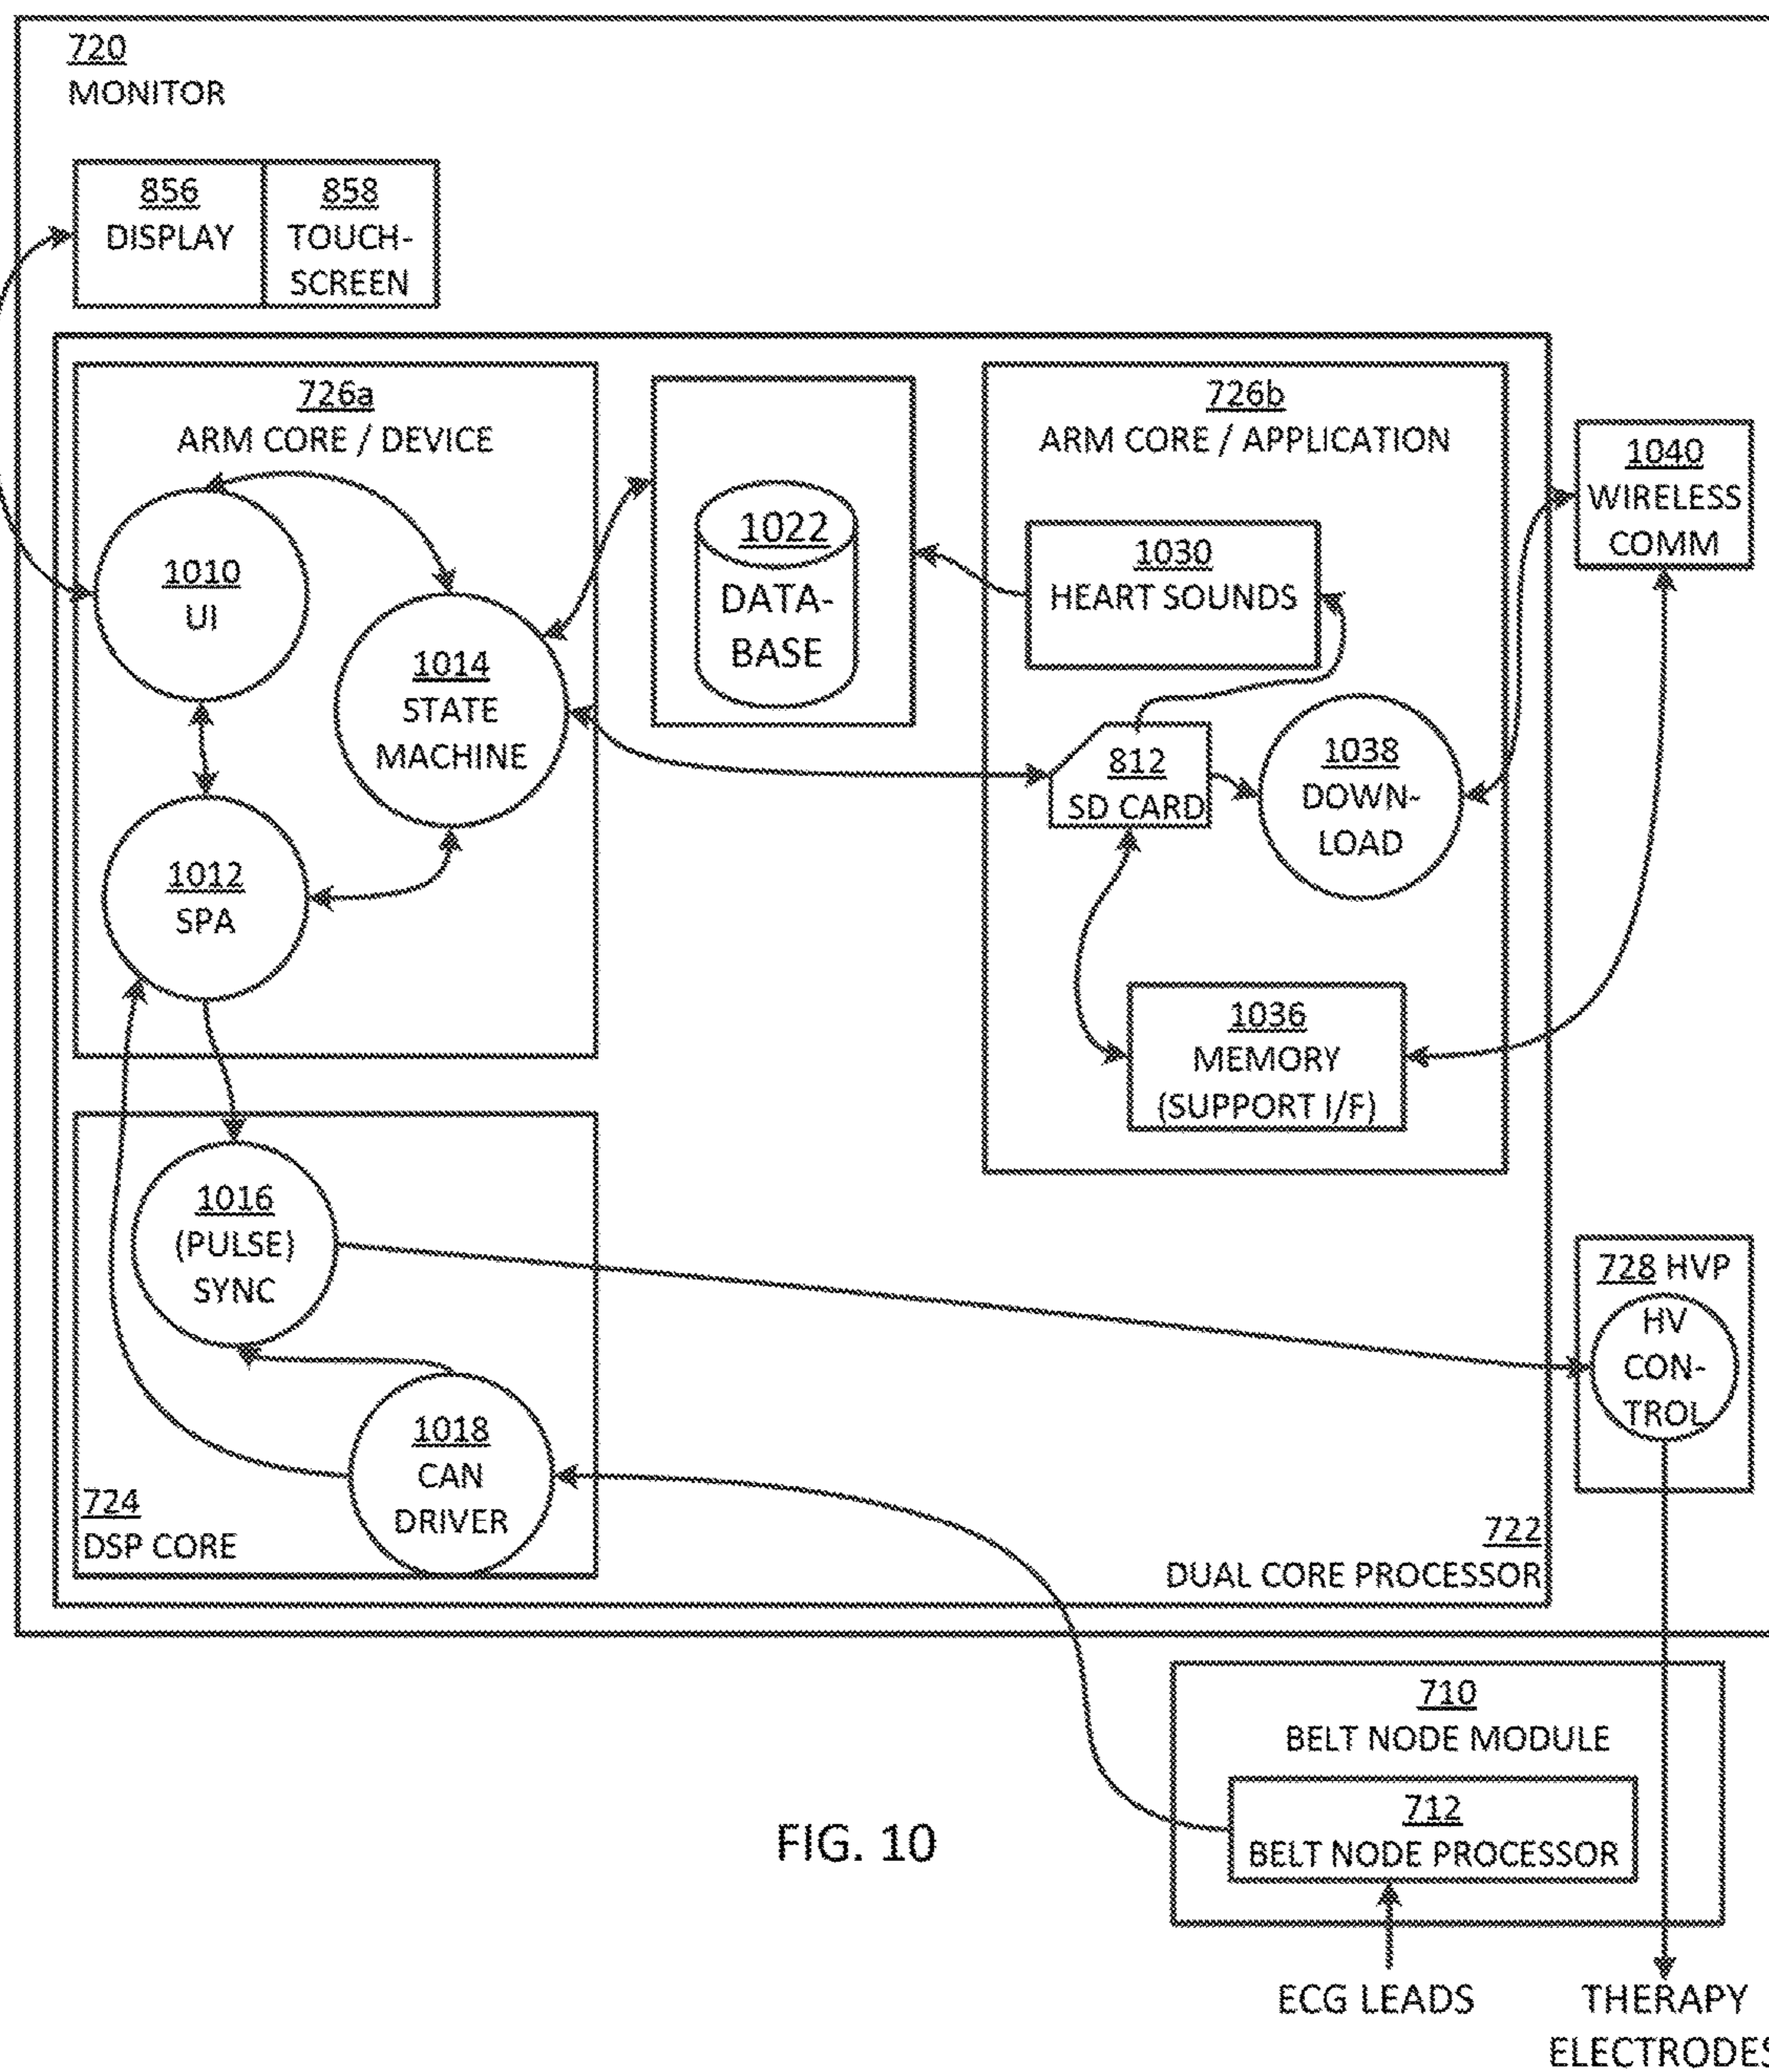 720
MONITOR
856
DISPLAY
858
TOUCH-
SCREEN
726a
ARM CORE / DEVICE
1010
UI
1014
STATE
MACHINE
1012
SPA
1022
DATA-
BASE
726b
ARM CORE / APPLICATION
1030
HEART SOUNDS
812
SD CARD
1038
DOWN-
LOAD
1036
MEMORY
(SUPPORT I/F)
1040
WIRELESS
COMM
1016
(PULSE)
SYNC
1018
CAN
DRIVER
724
DSP CORE
722
DUAL CORE PROCESSOR
728 HVP
HV
CON-
TROL
710
BELT NODE MODULE
712
BELT NODE PROCESSOR
FIG. 10
ECG LEADS
THERAPY
ELECTRODES